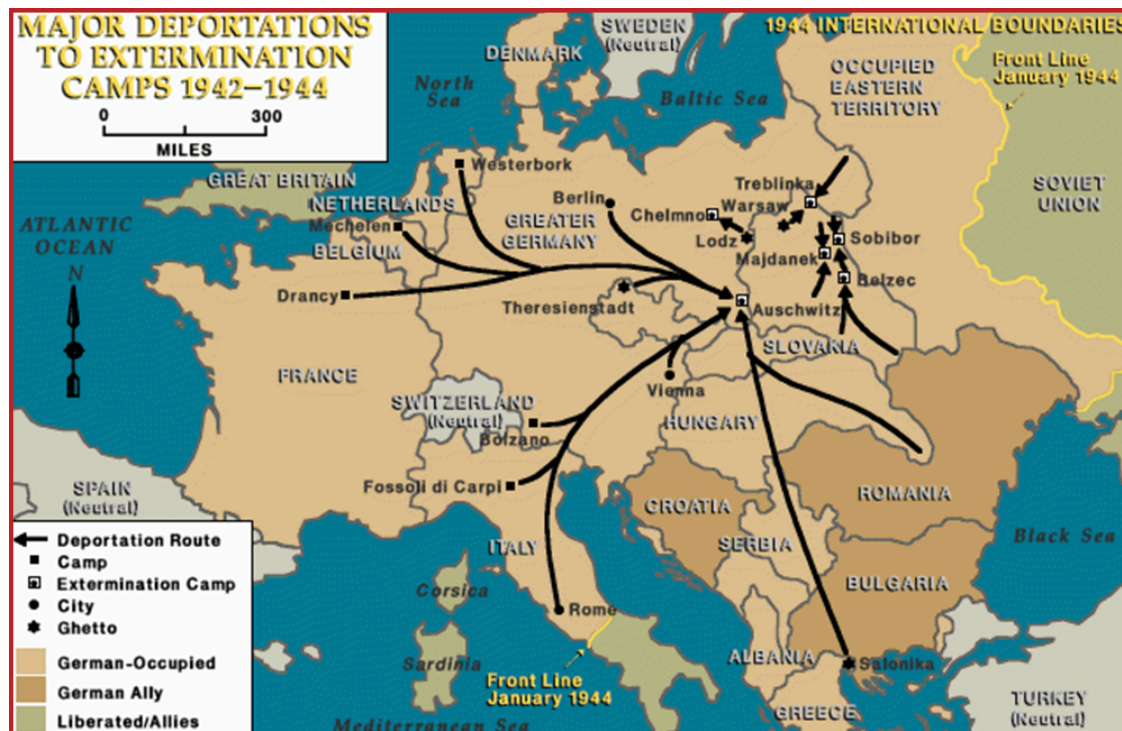 MAJOR DEPORTATIONS
TO EXTERMINATION
CAMPS 1942–1944
0 300
MILES
1944 INTERNATIONAL BOUNDARIES
Front Line
January 1944
SWEDEN
(Neutral)
DENMARK
North
Sea
Baltic Sea
OCCUPIED
EASTERN
TERRITORY
SOVIET
UNION
GREAT BRITAIN
Westerbork
NETHERLANDS
Mechelen
BELGIUM
Berlin
GREATER
GERMANY
Treblinka
Chelmno
Warsaw
Lodz
Sobibor
Majdanek
Belzec
ATLANTIC
OCEAN
N
Drancy
Theresienstadt
Auschwitz
SLOVAKIA
FRANCE
SWITZERLAND
(Neutral)
Bolzano
Vienna
HUNGARY
Fossoli di Carpi
CROATIA
ROMANIA
SPAIN
(Neutral)
ITALY
SERBIA
BULGARIA
Black Sea
Corsica
Rome
Sardinia
ALBANIA
Salonika
Front Line
January 1944
GREECE
TURKEY
(Neutral)
Mediterranean Sea
Deportation Route
Camp
Extermination Camp
City
Ghetto
German-Occupied
German Ally
Liberated/Allies